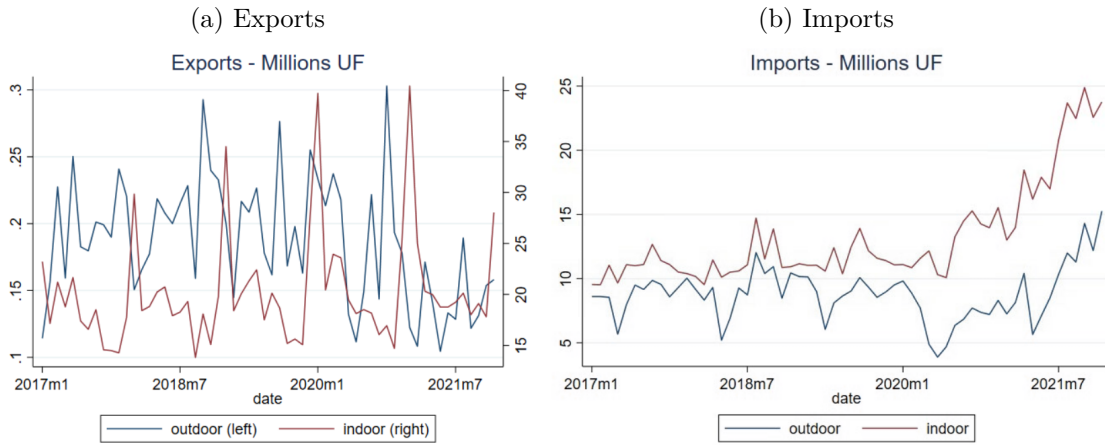 (a) Exports
Exports - Millions UF
.3
.25
.2
.15
.1
40
35
30
25
20
15
2017m1 2018m7 2020m1 2021m7
date
outdoor (left) indoor (right)
(b) Imports
Imports - Millions UF
25
20
15
10
5
2017m1 2018m7 2020m1 2021m7
date
outdoor indoor